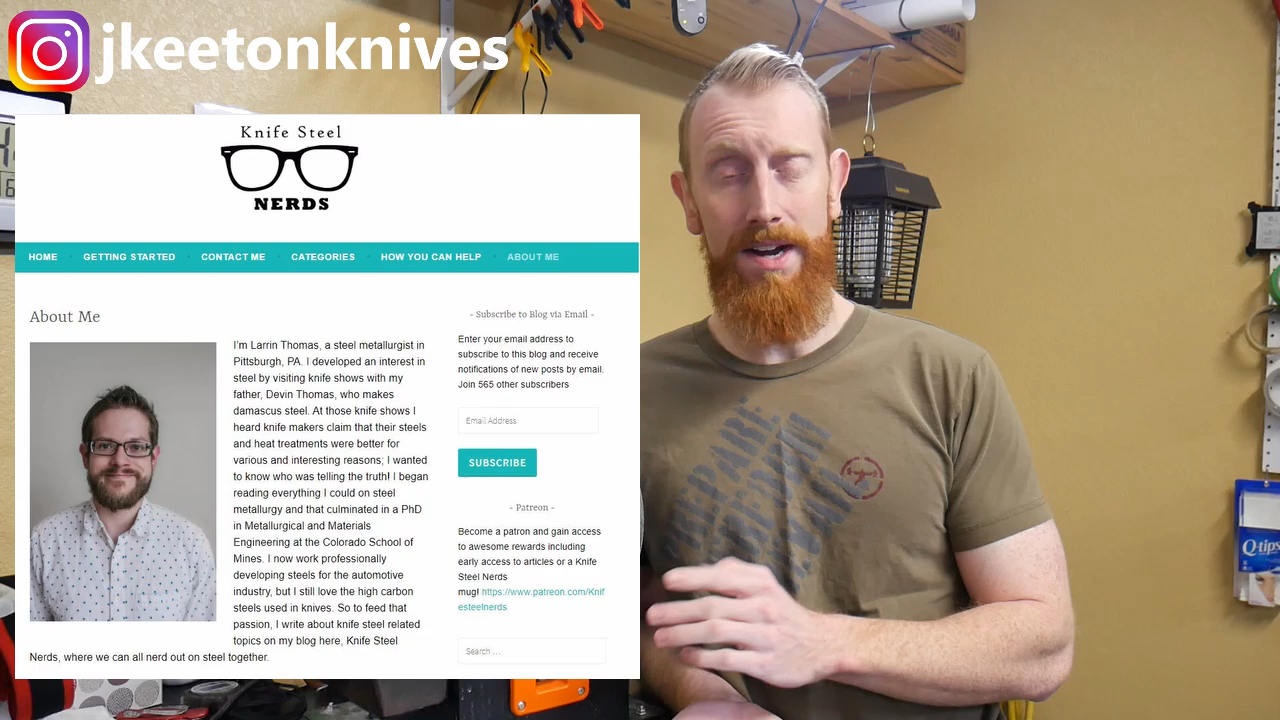 jkeetonknives
Knife Steel
NERDS
HOME
GETTING STARTED
CONTACT ME
CATEGORIES
HOW YOU CAN HELP
ABOUT ME
About Me
I'm Larrin Thomas, a steel metallurgist in
Pittsburgh, PA. I developed an interest in
steel by visiting knife shows with my
father, Devin Thomas, who makes
damascus steel. At those knife shows I
heard knife makers claim that their steels
and heat treatments were better for
various and interesting reasons; I wanted
to know who was telling the truth! I began
reading everything I could on steel
metallurgy and that culminated in a PhD
in Metallurgical and Materials
Engineering at the Colorado School of
Mines. I now work professionally
developing steels for the automotive
industry, but I still love the high carbon
steels used in knives. So to feed that
passion, I write about knife steel related
topics on my blog here, Knife Steel
Nerds, where we can all nerd out on steel together.
- Subscribe to Blog via Email -
Enter your email address to
subscribe to this blog and receive
notifications of new posts by email.
Join 565 other subscribers
Email Address
SUBSCRIBE
- Patreon -
Become a patron and gain access
to awesome rewards including
early access to articles or a Knife
Steel Nerds
mug! https://www.patreon.com/Knif
esteelnerds
Search ...
PREPARE
Q-tips